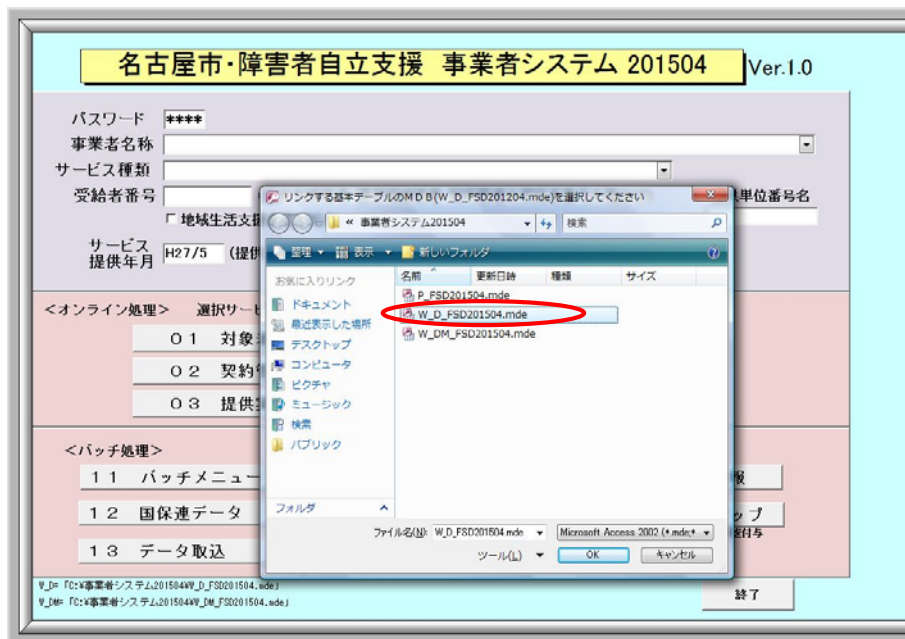 名古屋市・障害者自立支援 事業者システム 201504 Ver.1.0
パスワード ****
事業者名称
サービス種類
受給者番号
単位番号名
□ 地域生活支
サービス
提供年月
H27/5 (提供
<オンライン処理> 選択サー
01 対象
02 契約
03 提供
<バッチ処理>
11 バッチメニュー
報
12 国保連データ
ップ
付与
13 データ取込
W_D= 「C:¥事業者システム201504¥W_D_FSD201504.mde」
W_DM= 「C:¥事業者システム201504¥W_DM_FSD201504.mde」
終了
リンクする基本テーブルのMDB(W_D_FSD201204.mde)を選択してください
« 事業者システム201504
検索
整理 表示 新しいフォルダ
お気に入りリンク
ドキュメント
最近表示した場所
デスクトップ
コンピュータ
ピクチャ
ミュージック
検索
パブリック
フォルダ
名前 更新日時 種類 サイズ
P_FSD201504.mde
W_D_FSD201504.mde
W_DM_FSD201504.mde
ファイル名(N): W_D_FSD201504.mde
Microsoft Access 2002 (*.mde;*
ツール(L) OK キャンセル